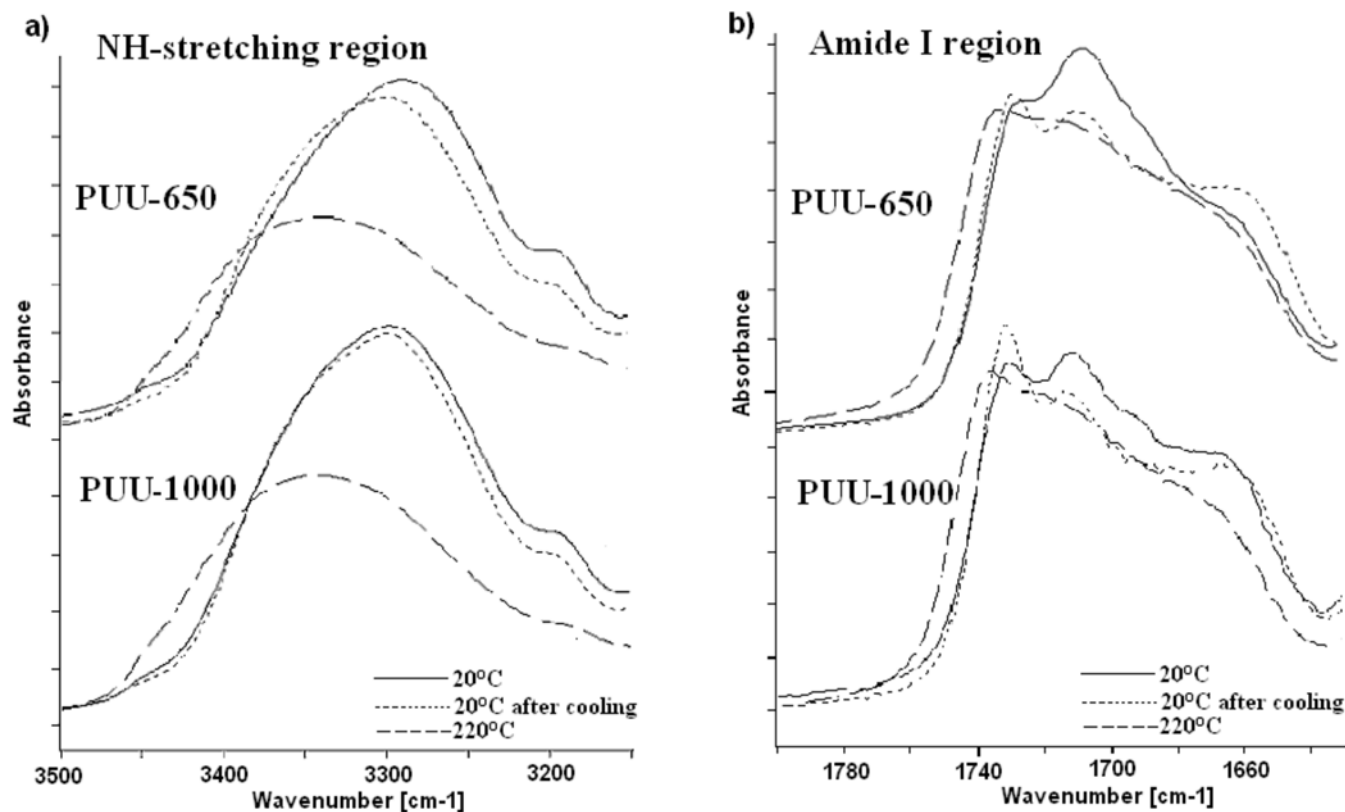 a)
NH-stretching region
PUU-650
PUU-1000
Absorbance
20°C
20°C after cooling
220°C
3500
3400
3300
3200
Wavenumber [cm-1]
b)
Amide I region
PUU-650
PUU-1000
Absorbance
20°C
20°C after cooling
220°C
1780
1740
1700
1660
Wavenumber [cm-1]